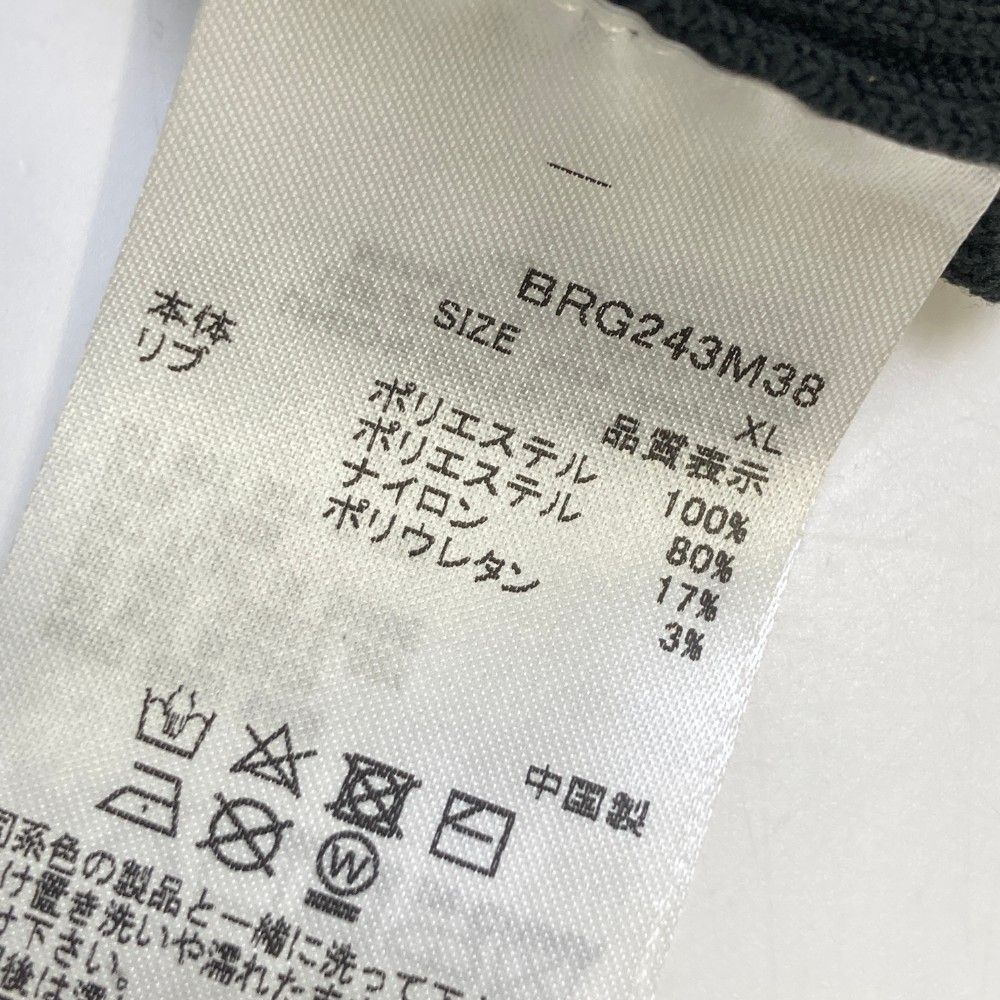 BRG243M38
SIZE XL
品質表示
本体 ポリエステル 100%
リブ ポリエステル 80%
ナイロン 17%
ポリウレタン 3%
中国製
W
同系色の製品と一緒に洗って下
け置き洗いや濡れたま
下さい。
後は